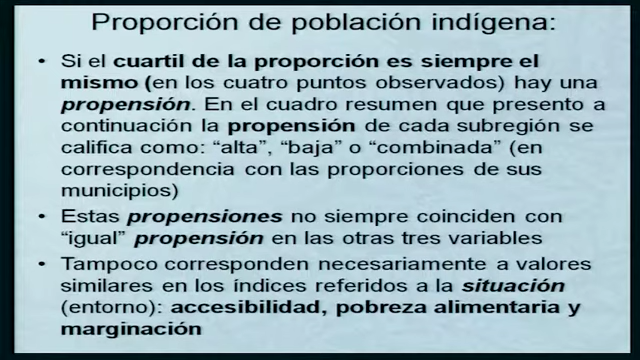 Proporción de población indígena:
• Si el cuartil de la proporción es siempre el
mismo (en los cuatro puntos observados) hay una
propensión. En el cuadro resumen que presento a
continuación la propensión de cada subregión se
califica como: “alta”, “baja” o “combinada” (en
correspondencia con las proporciones de sus
municipios)
• Estas propensiones no siempre coinciden con
“igual” propensión en las otras tres variables
• Tampoco corresponden necesariamente a valores
similares en los índices referidos a la situación
(entorno): accesibilidad, pobreza alimentaria y
marginación